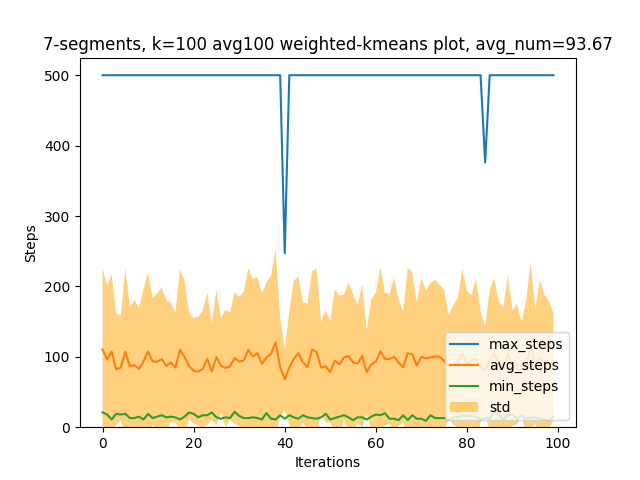 7-segments, k=100 avg100 weighted-kmeans plot, avg_num=93.67
500
400
300
200
100
0
Steps
max_steps
avg_steps
min_steps
std
0
20
40
60
80
100
Iterations